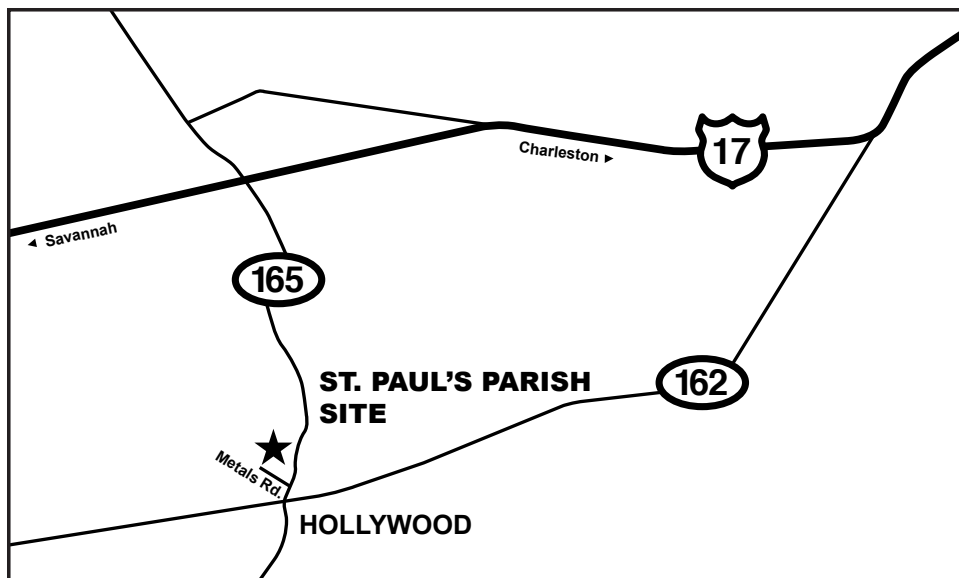 17
Charleston ►
◄ Savannah
165
ST. PAUL’S PARISH
SITE
162
Metals Rd.
HOLLYWOOD